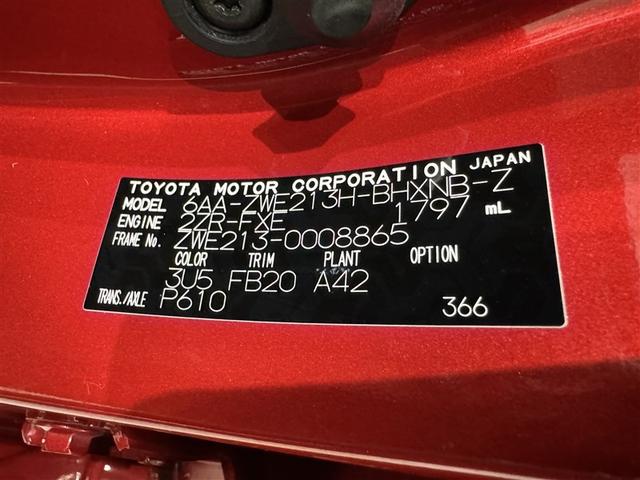 TOYOTA MOTOR CORPORATION JAPAN
MODEL 6AA-ZWE213H-BHXNB-Z
ENGINE 2ZR-FXE 1797 mL
FRAME No. ZWE213-0008865
COLOR TRIM PLANT OPTION
3U5 FB20 A42
TRANS./AXLE P610 366